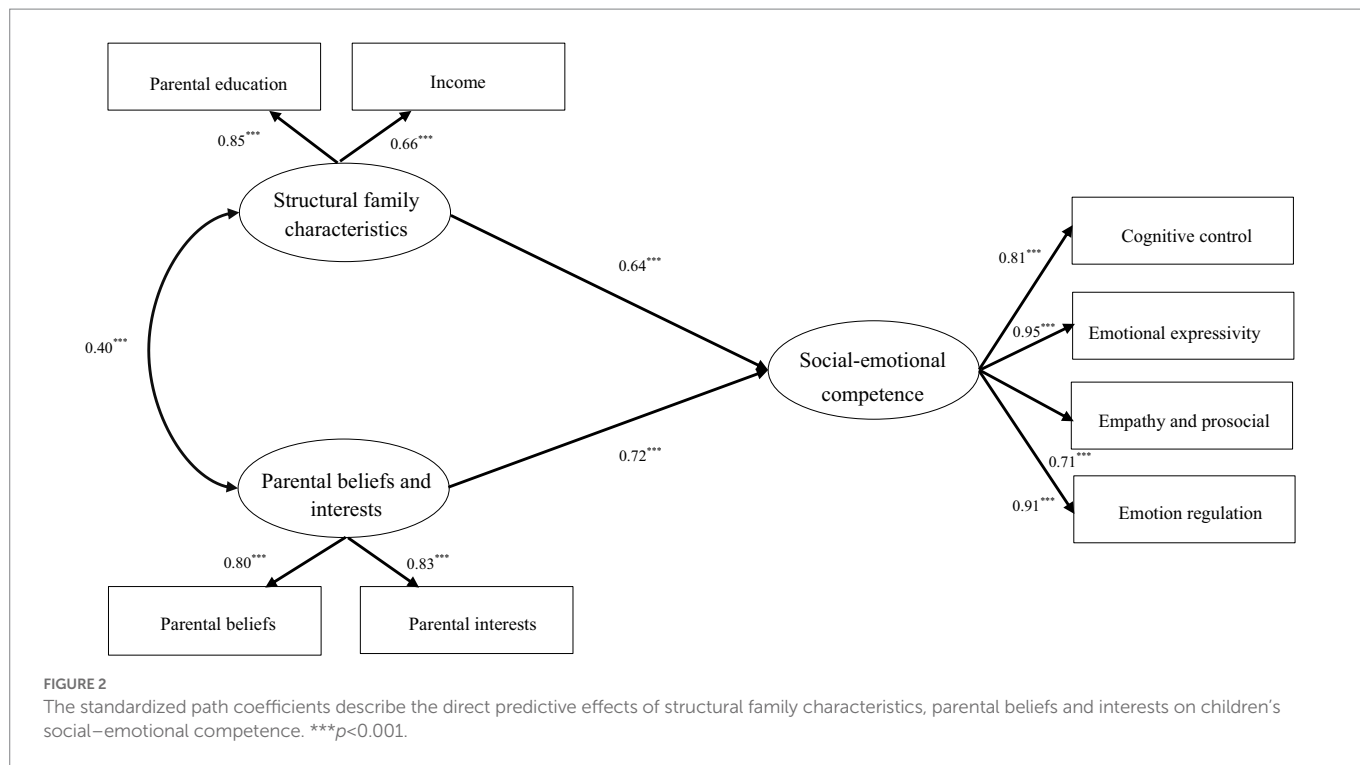 Parental education
Income
0.85***
0.66***
Structural family
characteristics
Cognitive control
0.81***
0.64***
Emotional expressivity
0.95***
0.40***
Social-emotional
competence
Empathy and prosocial
0.72***
0.71***
Parental beliefs and
interests
0.91***
Emotion regulation
0.80***
0.83***
Parental beliefs
Parental interests
FIGURE 2
The standardized path coefficients describe the direct predictive effects of structural family characteristics, parental beliefs and interests on children’s
social–emotional competence. ***p<0.001.